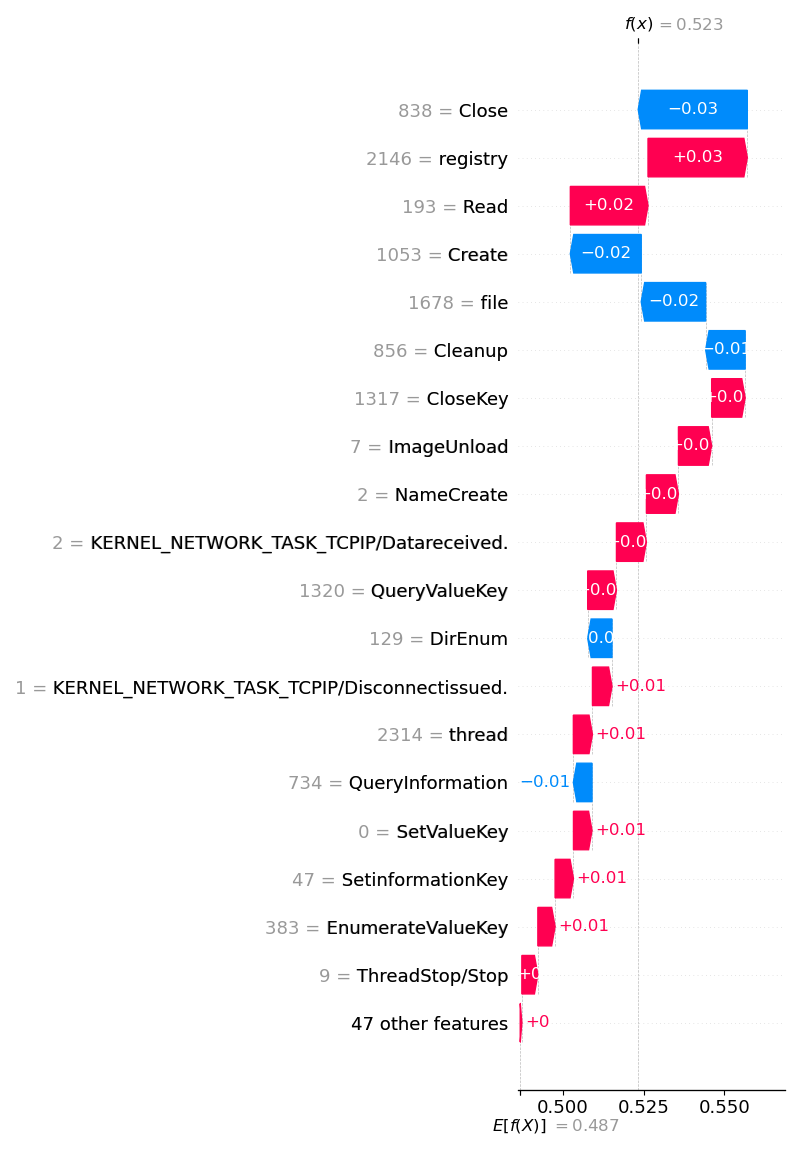 f(x) = 0.523
838 = Close
−0.03
2146 = registry
+0.03
193 = Read
+0.02
1053 = Create
−0.02
1678 = file
−0.02
856 = Cleanup
−0.01
1317 = CloseKey
7 = ImageUnload
2 = NameCreate
2 = KERNEL_NETWORK_TASK_TCPIP/Datareceived.
1320 = QueryValueKey
129 = DirEnum
1 = KERNEL_NETWORK_TASK_TCPIP/Disconnectissued.
+0.01
2314 = thread
+0.01
734 = QueryInformation
−0.01
0 = SetValueKey
+0.01
47 = SetinformationKey
+0.01
383 = EnumerateValueKey
+0.01
9 = ThreadStop/Stop
47 other features
+0
0.500 0.525 0.550
E[f(X)] = 0.487